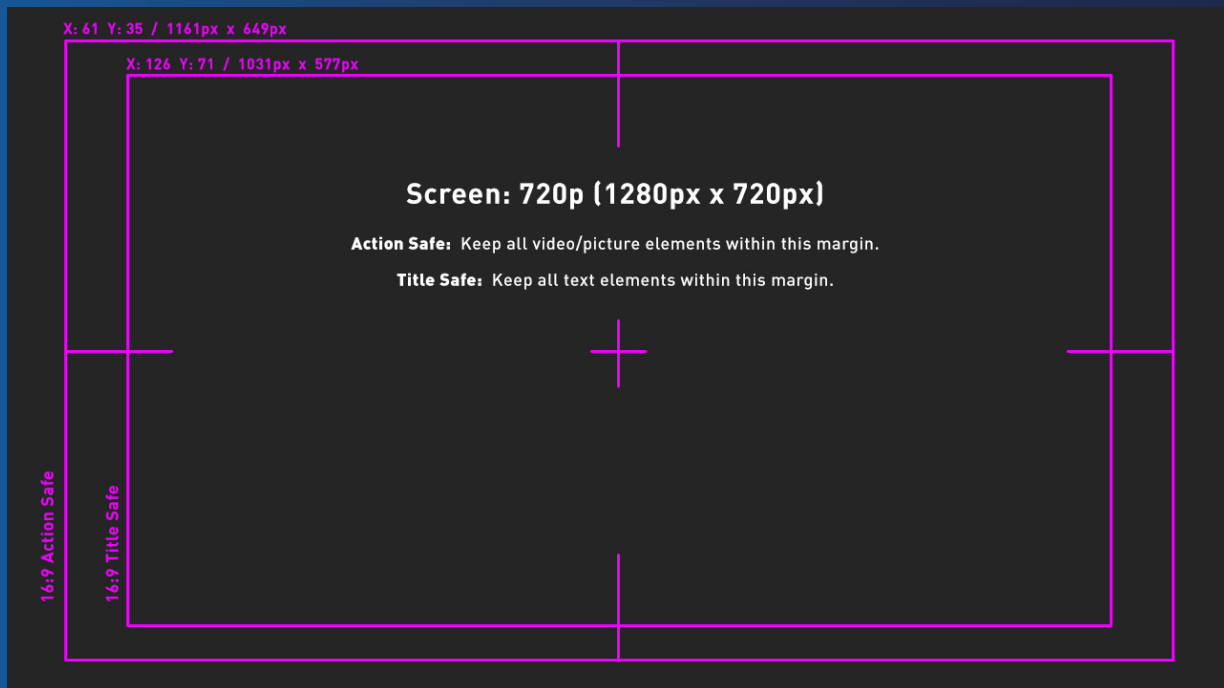 X: 61 Y: 35 / 1161px x 649px
X: 126 Y: 71 / 1031px x 577px
Screen: 720p (1280px x 720px)
Action Safe: Keep all video/picture elements within this margin.
Title Safe: Keep all text elements within this margin.
16:9 Action Safe
16:9 Title Safe